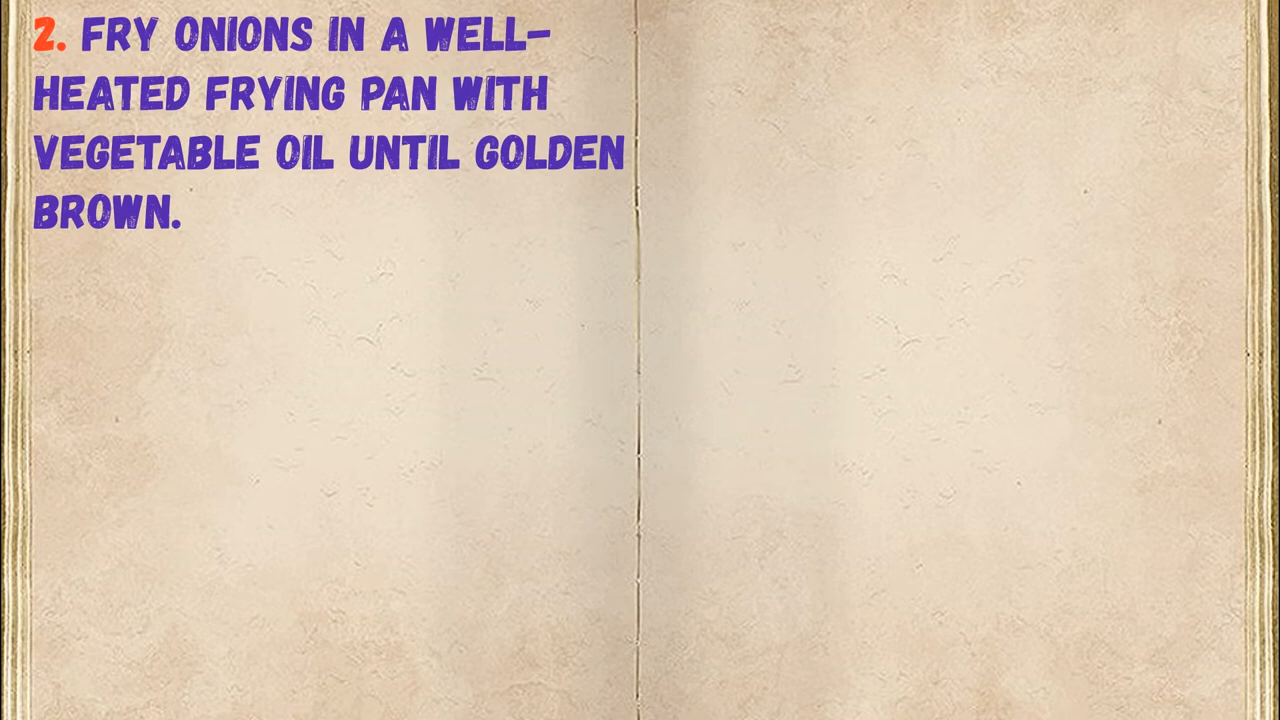 2. FRY ONIONS IN A WELL-
HEATED FRYING PAN WITH
VEGETABLE OIL UNTIL GOLDEN
BROWN.